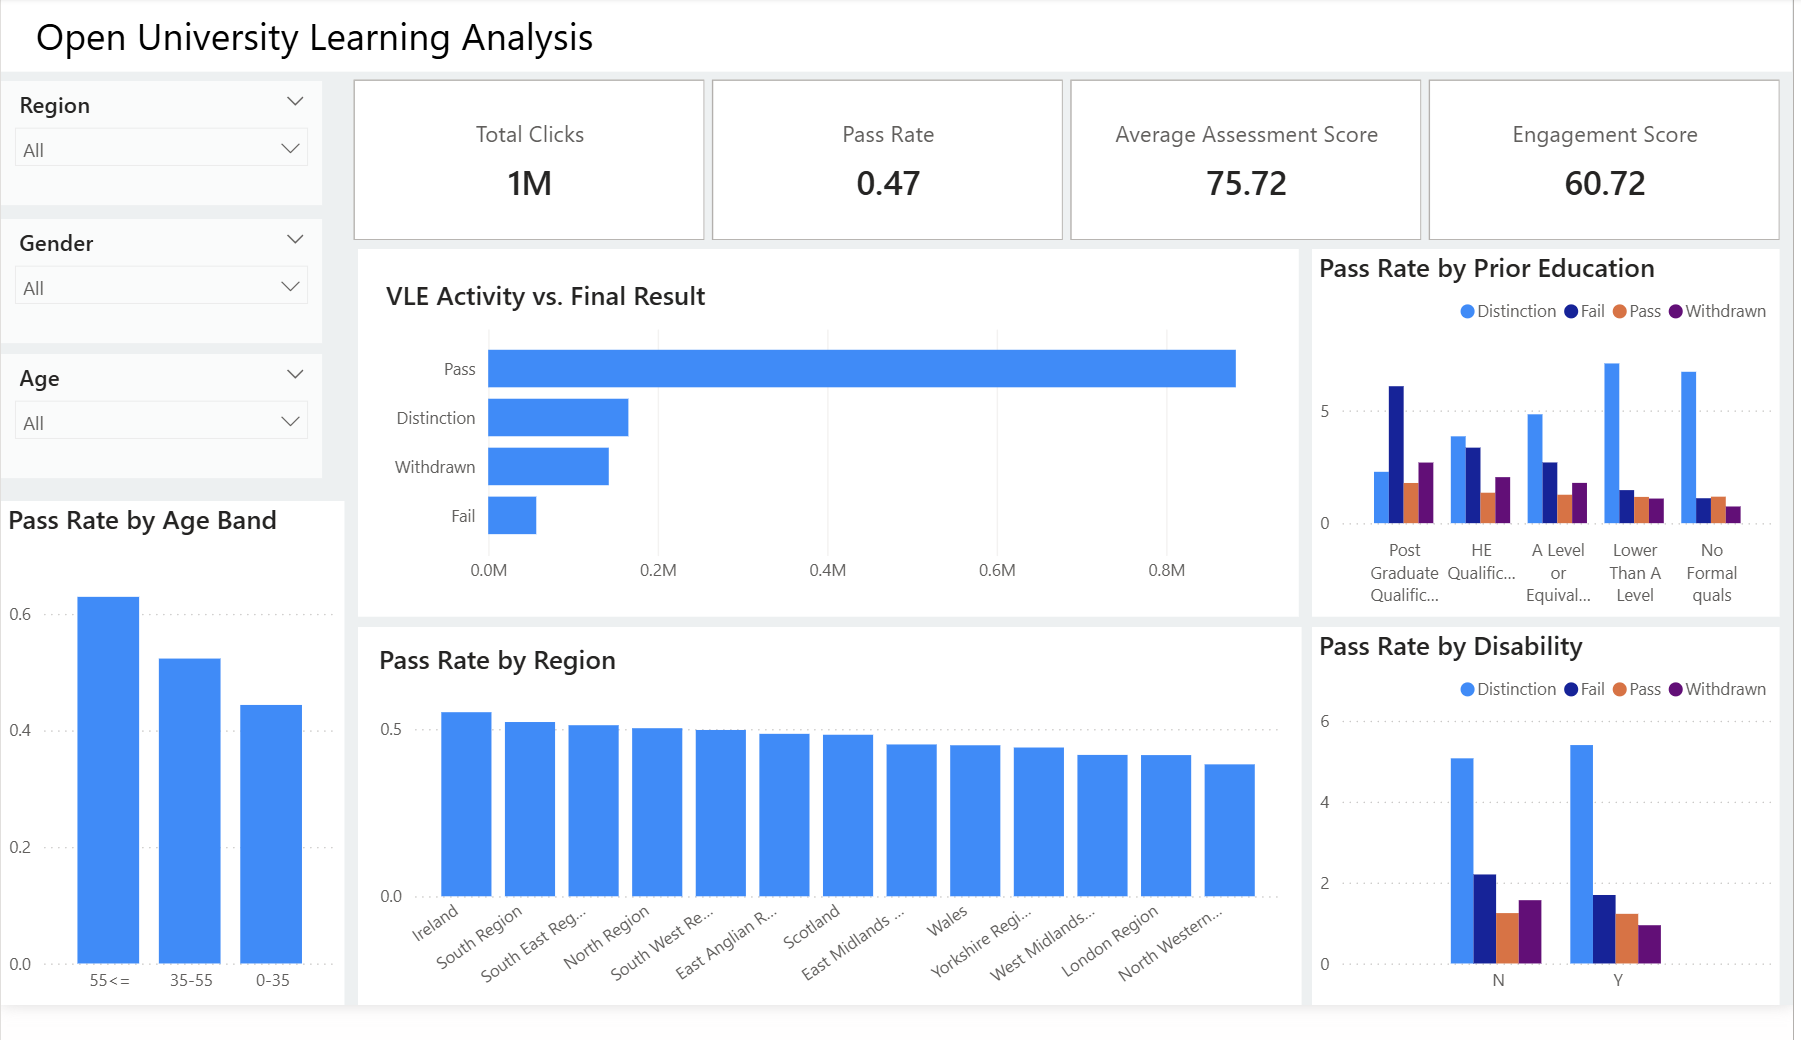 Open University Learning Analysis
Region
All
Gender
All
Age
All
Total Clicks
1M
Pass Rate
0.47
Average Assessment Score
75.72
Engagement Score
60.72
VLE Activity vs. Final Result
Pass
Distinction
Withdrawn
Fail
0.0M 0.2M 0.4M 0.6M 0.8M
Pass Rate by Prior Education
Distinction Fail Pass Withdrawn
5
0
Post Graduate Qualific...
HE Qualific...
A Level or Equival...
Lower Than A Level
No Formal quals
Pass Rate by Age Band
0.6
0.4
0.2
0.0
55<= 35-55 0-35
Pass Rate by Region
0.5
0.0
Ireland
South Region
South East Reg...
North Region
South West Re...
East Anglian R...
Scotland
East Midlands ...
Wales
Yorkshire Regi...
West Midlands...
London Region
North Western...
Pass Rate by Disability
Distinction Fail Pass Withdrawn
6
4
2
0
N Y